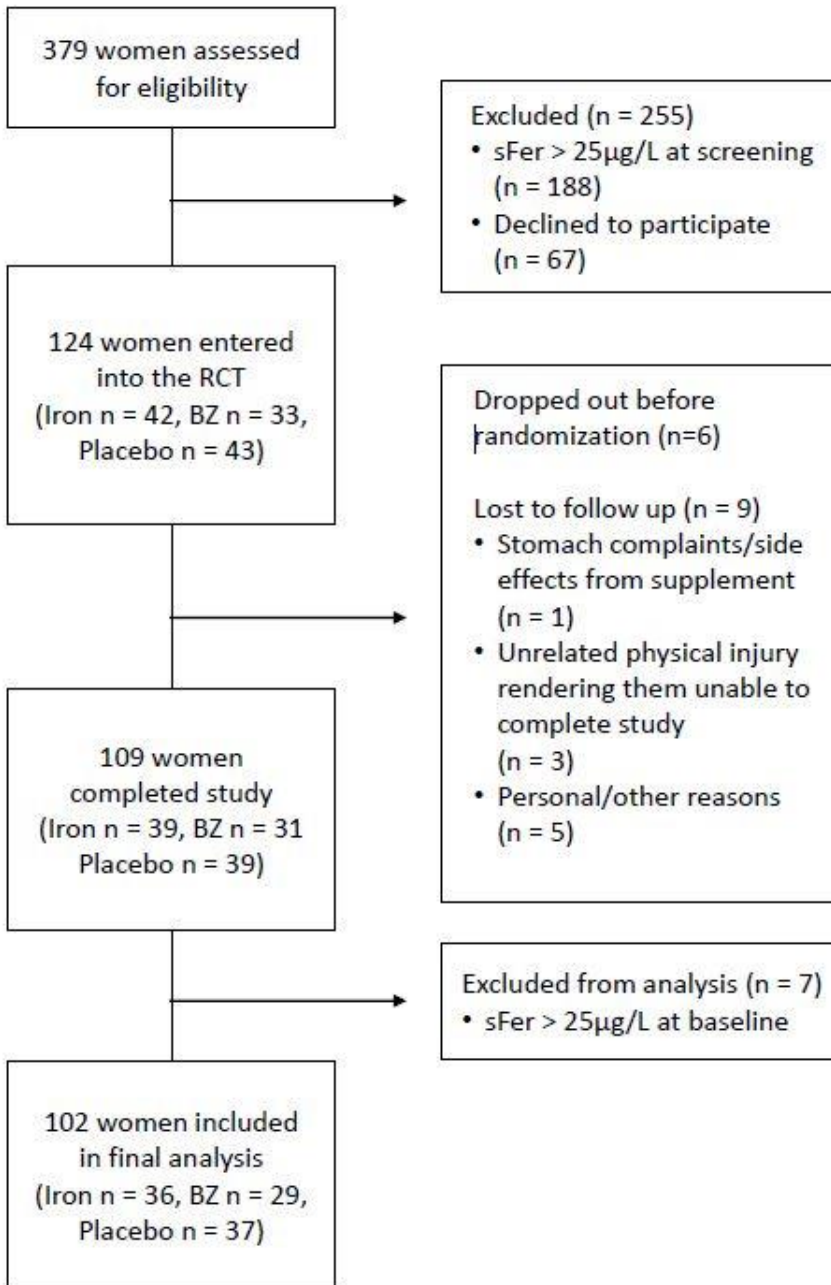 379 women assessed
for eligibility
Excluded (n = 255)
• sFer > 25µg/L at screening
(n = 188)
• Declined to participate
(n = 67)
124 women entered
into the RCT
(Iron n = 42, BZ n = 33,
Placebo n = 43)
Dropped out before
randomization (n=6)
Lost to follow up (n = 9)
• Stomach complaints/side
effects from supplement
(n = 1)
• Unrelated physical injury
rendering them unable to
complete study
(n = 3)
• Personal/other reasons
(n = 5)
109 women
completed study
(Iron n = 39, BZ n = 31
Placebo n = 39)
Excluded from analysis (n = 7)
• sFer > 25µg/L at baseline
102 women included
in final analysis
(Iron n = 36, BZ n = 29,
Placebo n = 37)